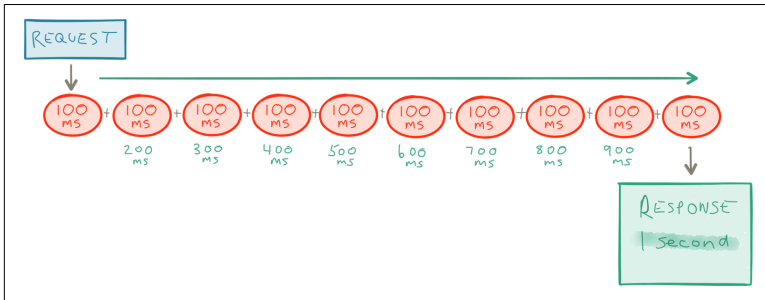 REQUEST
100 ms + 100 ms + 100 ms + 100 ms + 100 ms + 100 ms + 100 ms + 100 ms + 100 ms + 100 ms
200 ms 300 ms 400 ms 500 ms 600 ms 700 ms 800 ms 900 ms
RESPONSE
1 second